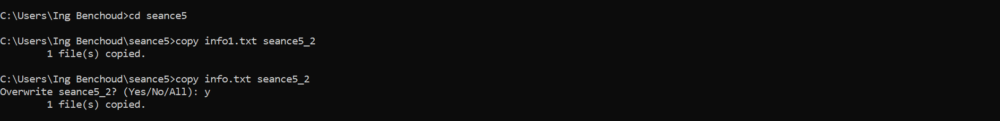 C:\Users\Ing Benchoud>cd seance5
C:\Users\Ing Benchoud\seance5>copy info1.txt seance5_2
        1 file(s) copied.
C:\Users\Ing Benchoud\seance5>copy info.txt seance5_2
Overwrite seance5_2? (Yes/No/All): y
        1 file(s) copied.